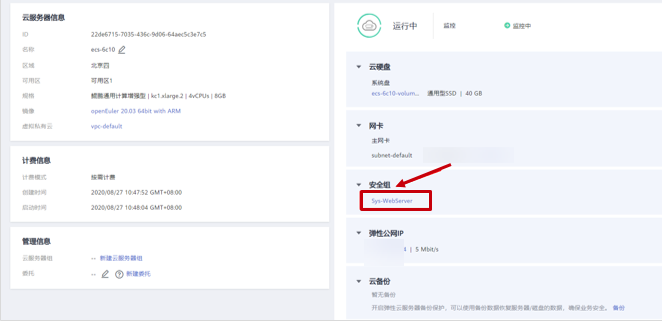 云服务器信息
ID 22de6715-7035-436c-9d06-64aec5c3e7c5
名称 ecs-6c10
区域 北京四
可用区 可用区1
规格 鲲鹏通用计算增强型 | kc1.xlarge.2 | 4vCPUs | 8GB
镜像 openEuler 20.03 64bit with ARM
虚拟私有云 vpc-default
计费信息
计费模式 按需计费
创建时间 2020/08/27 10:47:52 GMT+08:00
启动时间 2020/08/27 10:48:04 GMT+08:00
管理信息
云服务器组 -- 新建云服务器组
委托 -- 新建委托
运行中 监控 监控中
云硬盘
系统盘
ecs-6c10-volum... 通用型SSD | 40 GB
网卡
主网卡
subnet-default
安全组
Sys-WebServer
弹性公网IP
| 5 Mbit/s
云备份
暂无备份
开启弹性云服务器备份保护，可以使用备份数据恢复服务器/磁盘的数据，确保业务安全。 备份